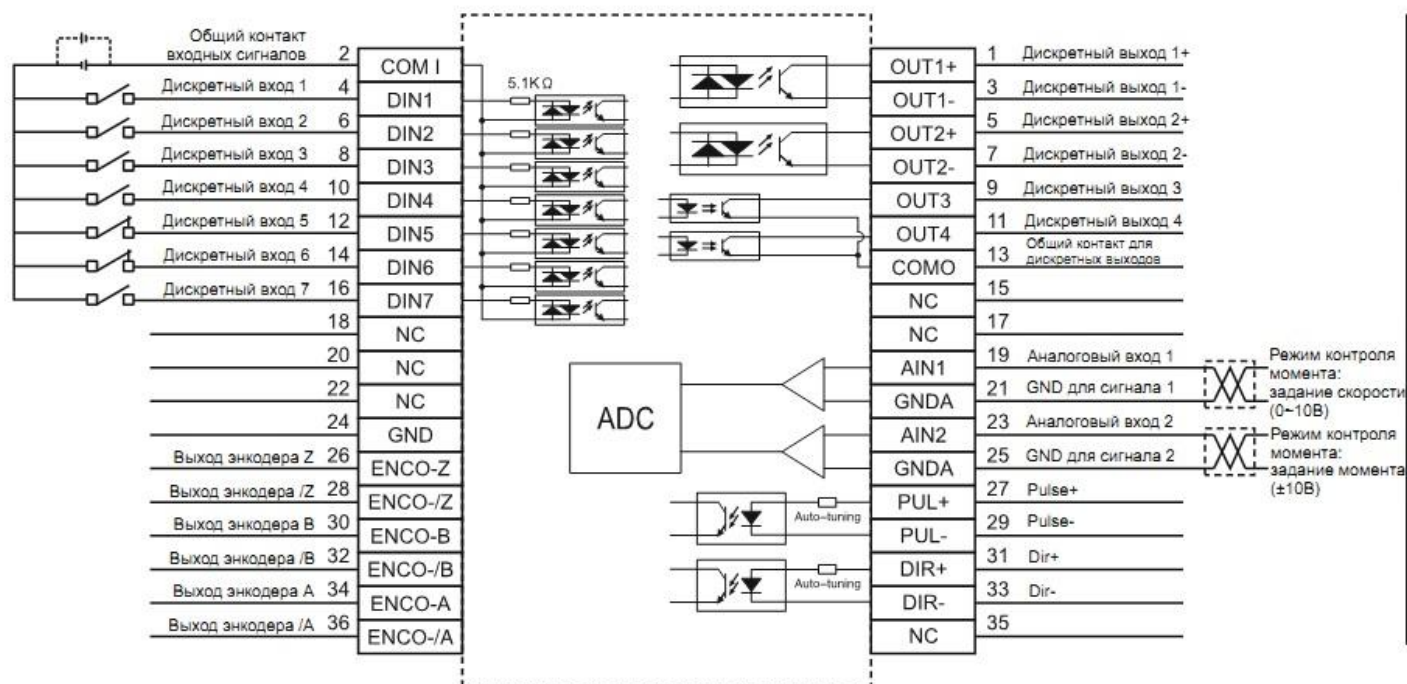 Общий контакт
входных сигналов 2 COM I
Дискретный вход 1 4 DIN1
Дискретный вход 2 6 DIN2
Дискретный вход 3 8 DIN3
Дискретный вход 4 10 DIN4
Дискретный вход 5 12 DIN5
Дискретный вход 6 14 DIN6
Дискретный вход 7 16 DIN7
18 NC
20 NC
22 NC
24 GND
Выход энкодера Z 26 ENCO-Z
Выход энкодера /Z 28 ENCO-/Z
Выход энкодера B 30 ENCO-B
Выход энкодера /B 32 ENCO-/B
Выход энкодера A 34 ENCO-A
Выход энкодера /A 36 ENCO-/A
5.1KΩ
ADC
Auto-tuning
Auto-tuning
OUT1+ 1 Дискретный выход 1+
OUT1- 3 Дискретный выход 1-
OUT2+ 5 Дискретный выход 2+
OUT2- 7 Дискретный выход 2-
OUT3 9 Дискретный выход 3
OUT4 11 Дискретный выход 4
COMO 13 Общий контакт для
дискретных выходов
NC 15
NC 17
AIN1 19 Аналоговый вход 1
GNDA 21 GND для сигнала 1
AIN2 23 Аналоговый вход 2
GNDA 25 GND для сигнала 2
PUL+ 27 Pulse+
PUL- 29 Pulse-
DIR+ 31 Dir+
DIR- 33 Dir-
NC 35
Режим контроля
момента:
задание скорости
(0~10В)
Режим контроля
момента:
задание момента
(±10В)